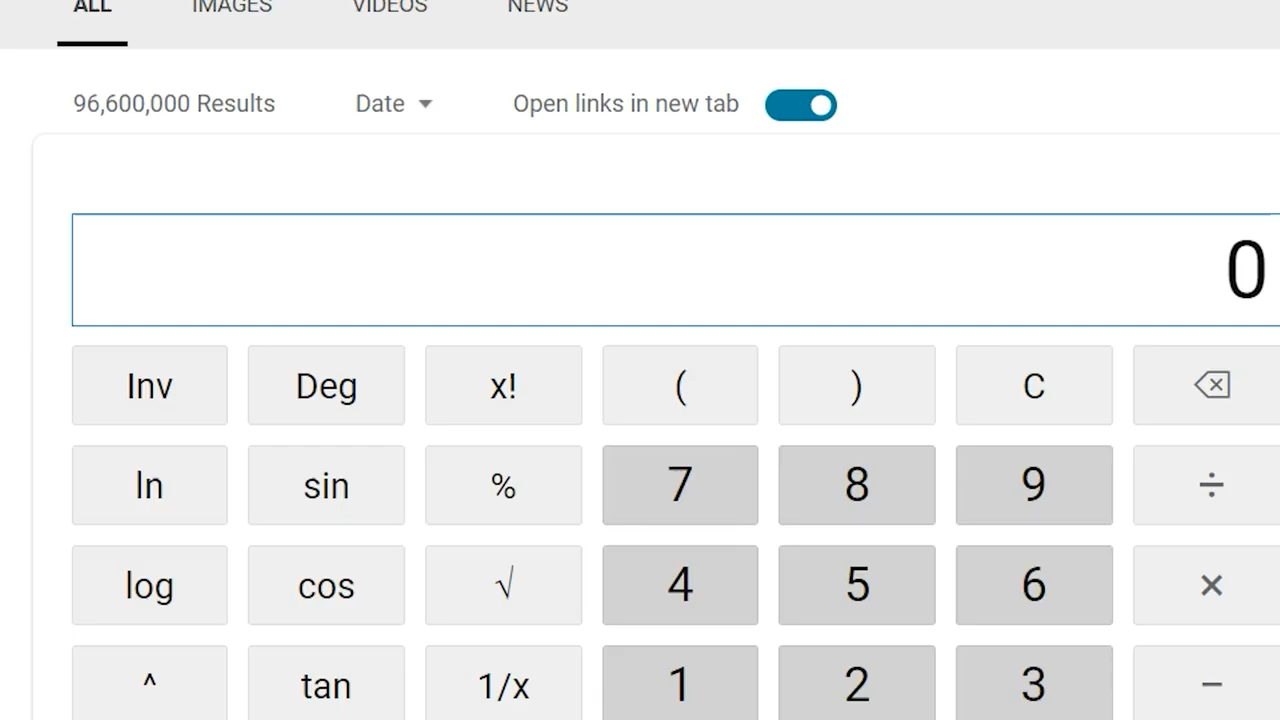 ALL IMAGES VIDEOS NEWS
96,600,000 Results Date Open links in new tab
0
Inv Deg x! ( ) C
ln sin % 7 8 9 ÷
log cos √ 4 5 6 ×
^ tan 1/x 1 2 3 −